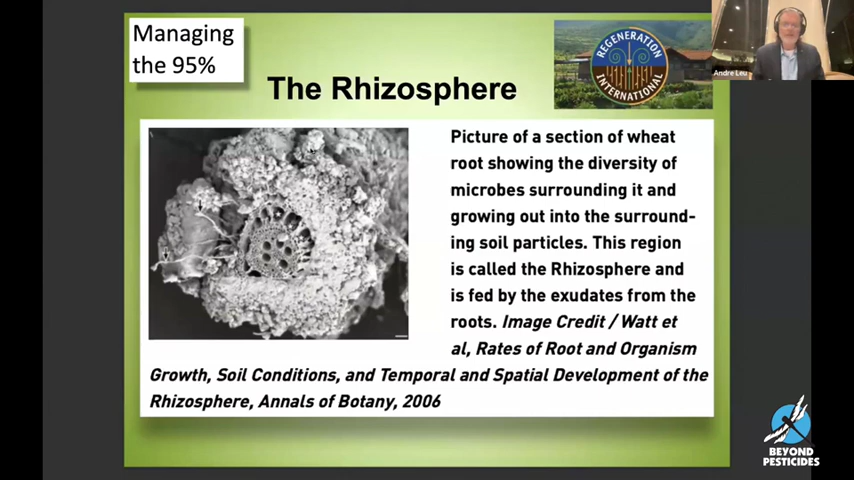 Managing
the 95%
The Rhizosphere
REGENERATION
INTERNATIONAL
Andre Leu
Picture of a section of wheat
root showing the diversity of
microbes surrounding it and
growing out into the surround-
ing soil particles. This region
is called the Rhizosphere and
is fed by the exudates from the
roots. Image Credit / Watt et
al, Rates of Root and Organism
Growth, Soil Conditions, and Temporal and Spatial Development of the
Rhizosphere, Annals of Botany, 2006
BEYOND
PESTICIDES